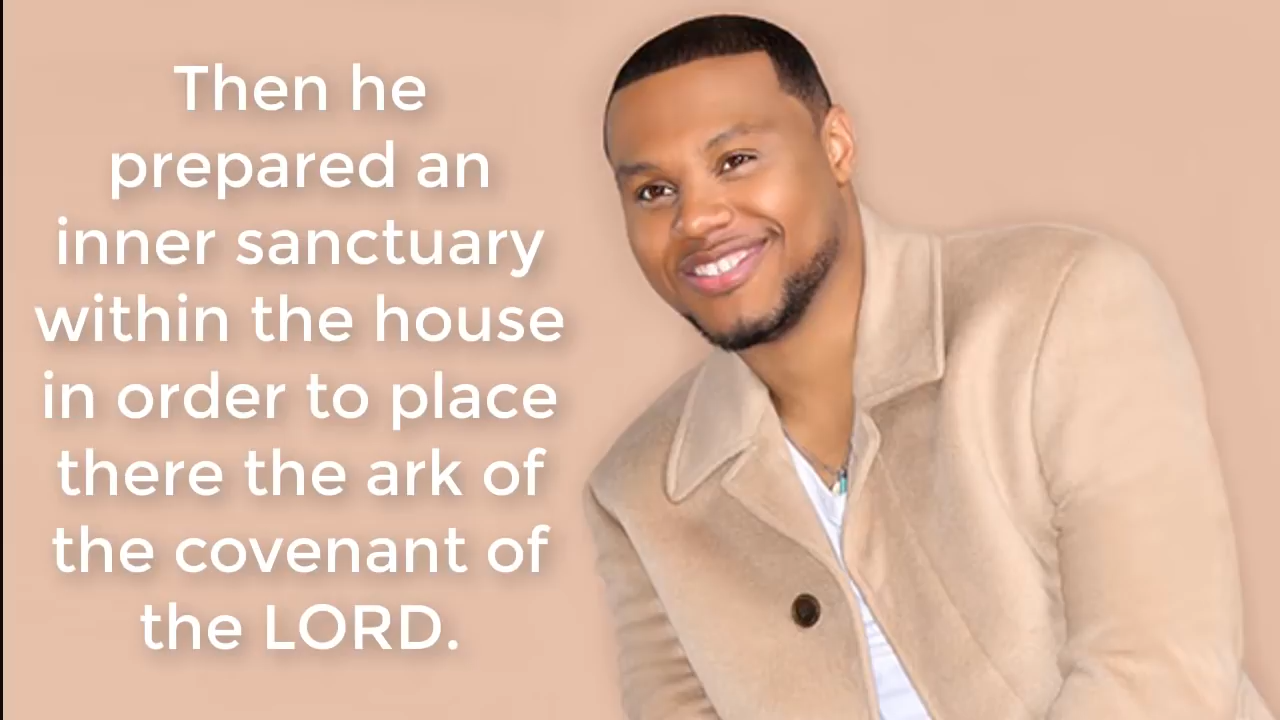 Then he
prepared an
inner sanctuary
within the house
in order to place
there the ark of
the covenant of
the LORD.